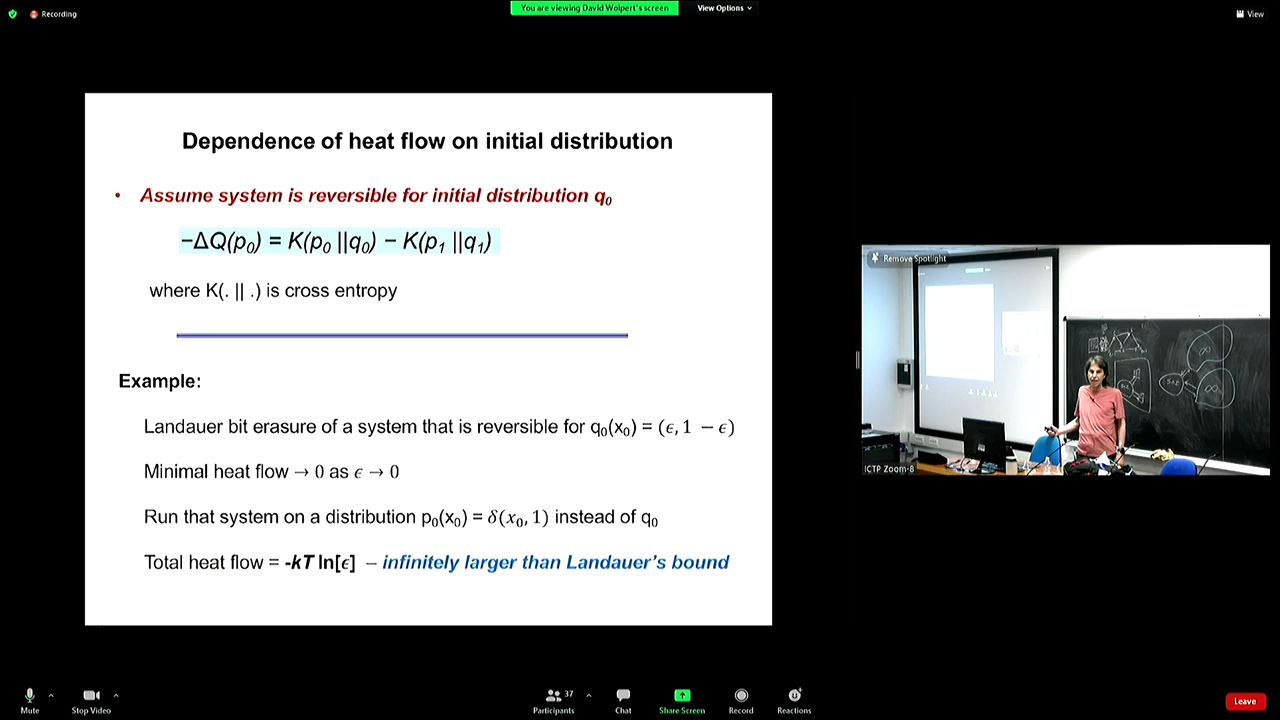 Recording
You are viewing David Wolpert's screen
View Options
View
Dependence of heat flow on initial distribution
• Assume system is reversible for initial distribution q₀
−ΔQ(p₀) = K(p₀ ||q₀) − K(p₁ ||q₁)
where K(. || .) is cross entropy
Example:
Landauer bit erasure of a system that is reversible for q₀(x₀) = (ϵ, 1 − ϵ)
Minimal heat flow → 0 as ϵ → 0
Run that system on a distribution p₀(x₀) = δ(x₀, 1) instead of q₀
Total heat flow = -kT ln[ϵ] – infinitely larger than Landauer's bound
Remove Spotlight
ICTP Zoom-8
Mute
Stop Video
Participants
37
Chat
Share Screen
Record
Reactions
Leave